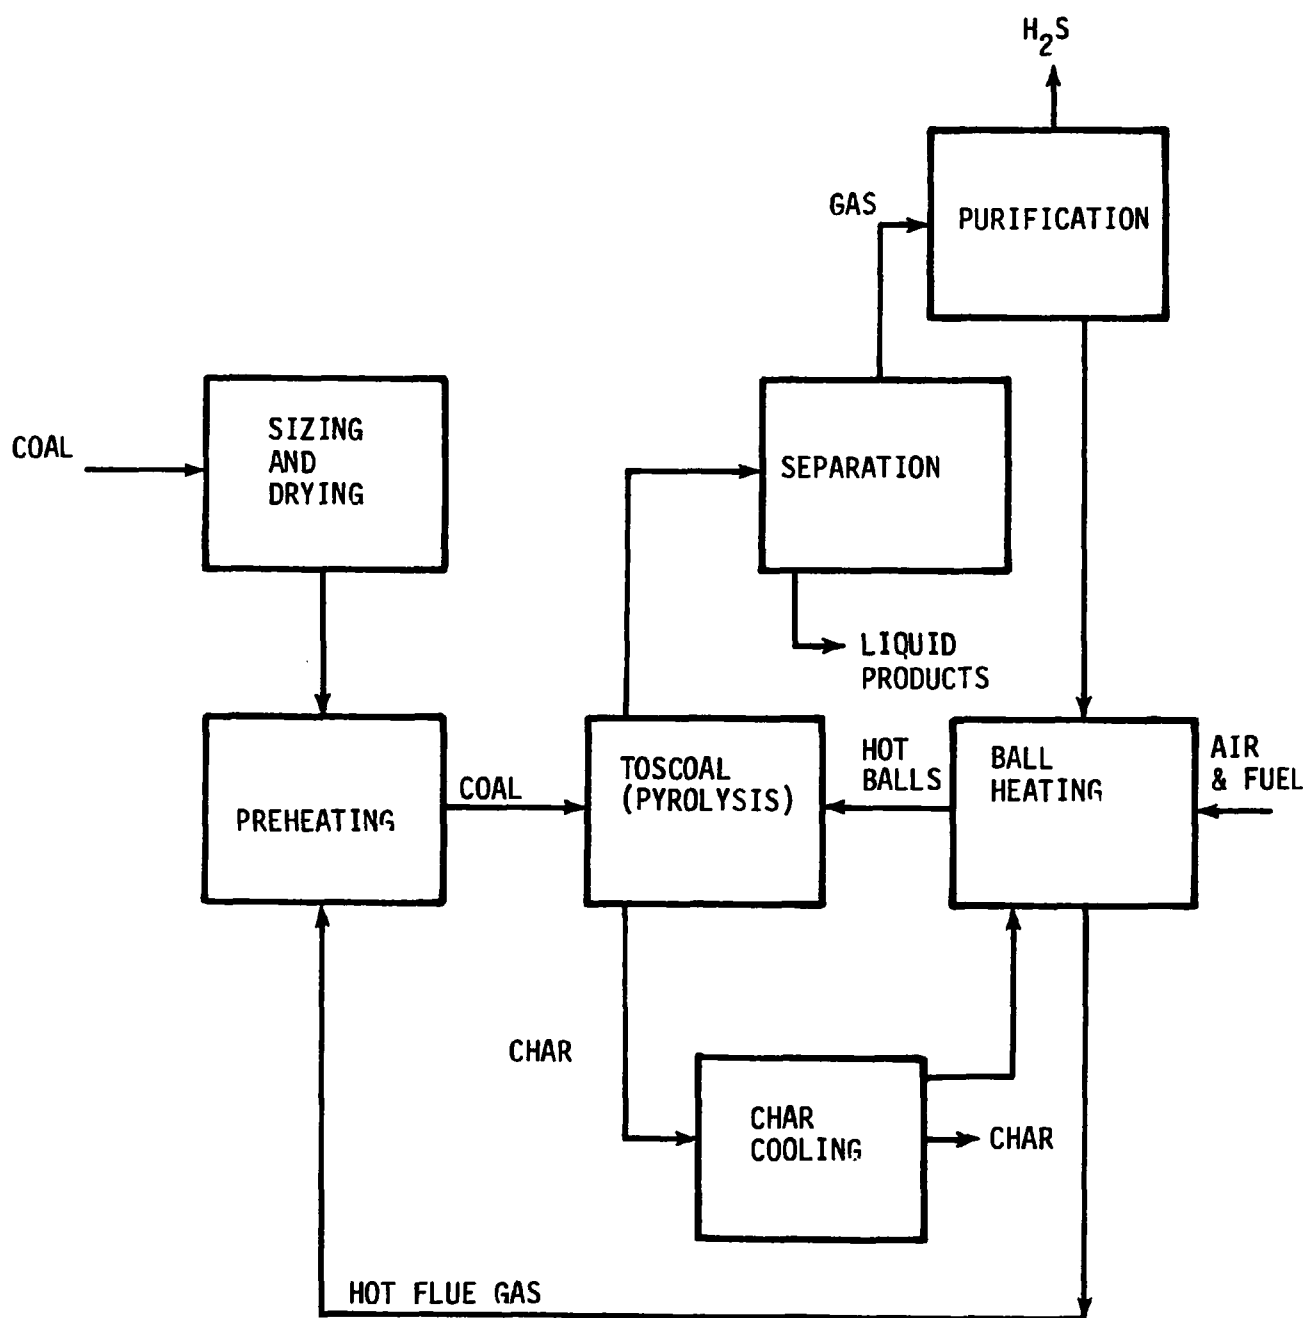 H2S
GAS
PURIFICATION
COAL
SIZING
AND
DRYING
SEPARATION
LIQUID
PRODUCTS
PREHEATING
COAL
TOSCOAL
(PYROLYSIS)
HOT
BALLS
BALL
HEATING
AIR
& FUEL
CHAR
CHAR
COOLING
CHAR
HOT FLUE GAS